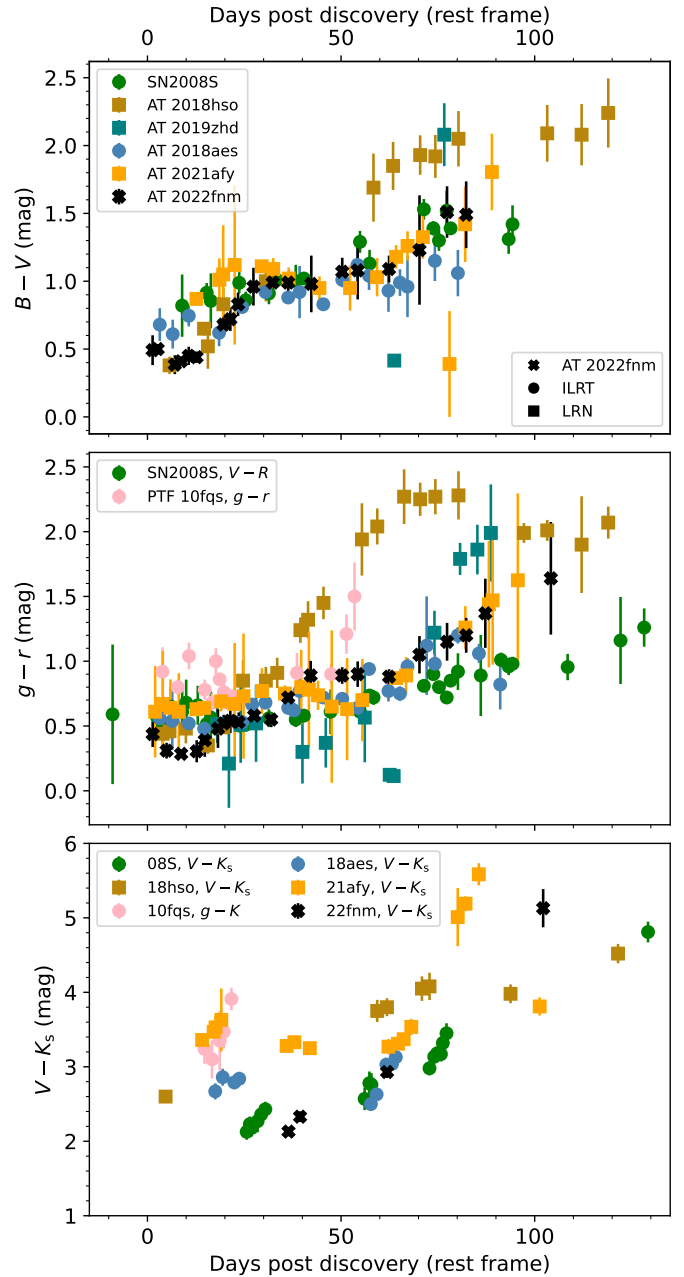 Days post discovery (rest frame)
0 50 100
B − V (mag)
2.5
2.0
1.5
1.0
0.5
0.0
SN2008S
AT 2018hso
AT 2019zhd
AT 2018aes
AT 2021afy
AT 2022fnm
AT 2022fnm
ILRT
LRN
g − r (mag)
2.5
2.0
1.5
1.0
0.5
0.0
SN2008S, V − R
PTF 10fqs, g − r
V − Ks (mag)
6
5
4
3
2
1
08S, V − Ks
18hso, V − Ks
10fqs, g − K
18aes, V − Ks
21afy, V − Ks
22fnm, V − Ks
0 50 100
Days post discovery (rest frame)